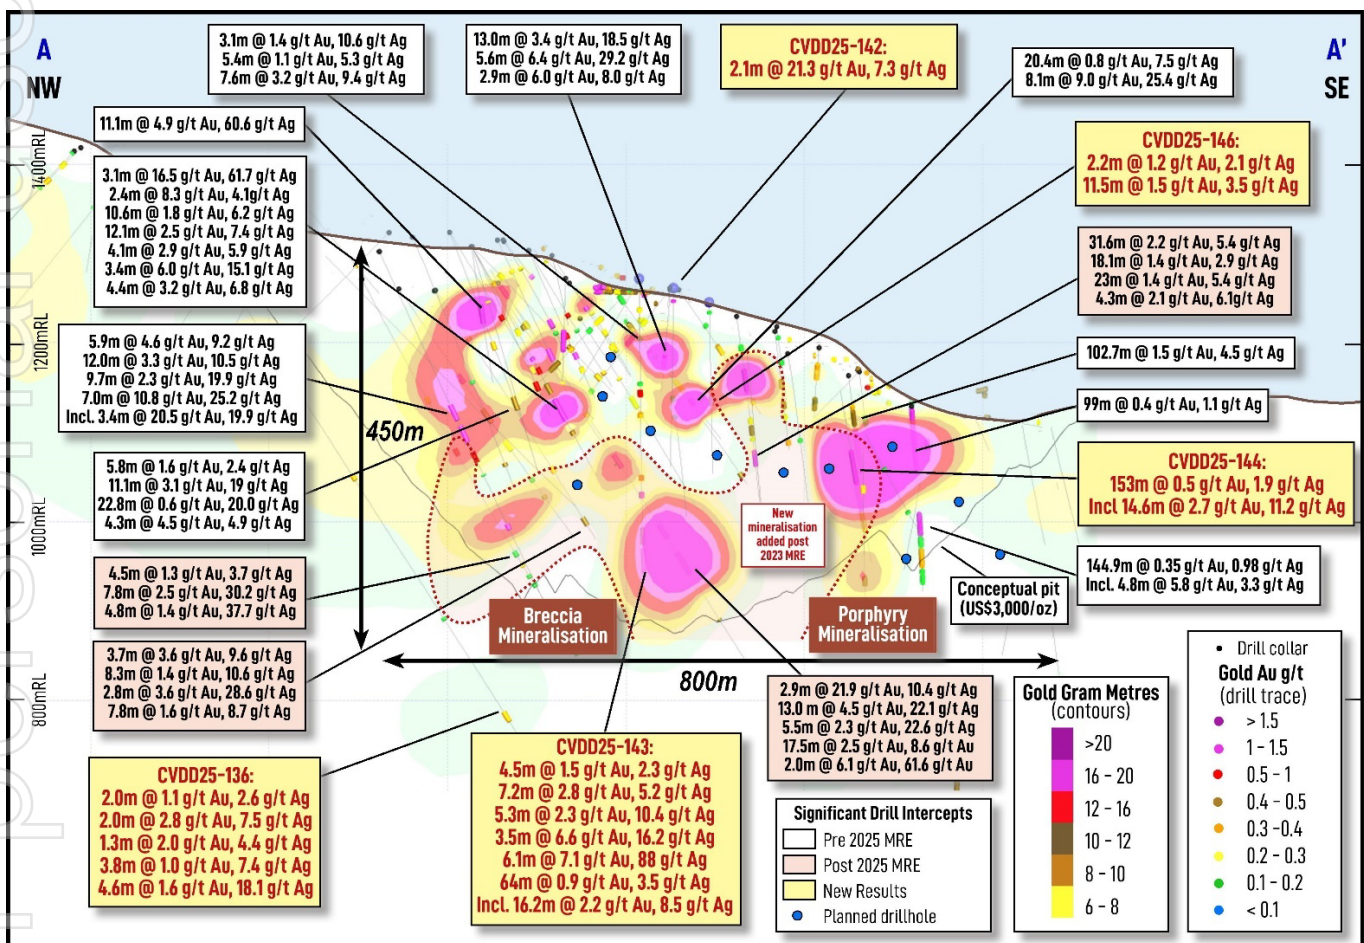 A
NW
A'
SE
3.1m @ 1.4 g/t Au, 10.6 g/t Ag
5.4m @ 1.1 g/t Au, 5.3 g/t Ag
7.6m @ 3.2 g/t Au, 9.4 g/t Ag
13.0m @ 3.4 g/t Au, 18.5 g/t Ag
5.6m @ 6.4 g/t Au, 29.2 g/t Ag
2.9m @ 6.0 g/t Au, 8.0 g/t Ag
CVDD25-142:
2.1m @ 21.3 g/t Au, 7.3 g/t Ag
20.4m @ 0.8 g/t Au, 7.5 g/t Ag
8.1m @ 9.0 g/t Au, 25.4 g/t Ag
11.1m @ 4.9 g/t Au, 60.6 g/t Ag
CVDD25-146:
2.2m @ 1.2 g/t Au, 2.1 g/t Ag
11.5m @ 1.5 g/t Au, 3.5 g/t Ag
1400mRL
3.1m @ 16.5 g/t Au, 61.7 g/t Ag
2.4m @ 8.3 g/t Au, 4.1g/t Ag
10.6m @ 1.8 g/t Au, 6.2 g/t Ag
12.1m @ 2.5 g/t Au, 7.4 g/t Ag
4.1m @ 2.9 g/t Au, 5.9 g/t Ag
3.4m @ 6.0 g/t Au, 15.1 g/t Ag
4.4m @ 3.2 g/t Au, 6.8 g/t Ag
31.6m @ 2.2 g/t Au, 5.4 g/t Ag
18.1m @ 1.4 g/t Au, 2.9 g/t Ag
23m @ 1.4 g/t Au, 5.4 g/t Ag
4.3m @ 2.1 g/t Au, 6.1g/t Ag
1200mRL
5.9m @ 4.6 g/t Au, 9.2 g/t Ag
12.0m @ 3.3 g/t Au, 10.5 g/t Ag
9.7m @ 2.3 g/t Au, 19.9 g/t Ag
7.0m @ 10.8 g/t Au, 25.2 g/t Ag
Incl. 3.4m @ 20.5 g/t Au, 19.9 g/t Ag
102.7m @ 1.5 g/t Au, 4.5 g/t Ag
99m @ 0.4 g/t Au, 1.1 g/t Ag
450m
5.8m @ 1.6 g/t Au, 2.4 g/t Ag
11.1m @ 3.1 g/t Au, 19 g/t Ag
22.8m @ 0.6 g/t Au, 20.0 g/t Ag
4.3m @ 4.5 g/t Au, 4.9 g/t Ag
CVDD25-144:
153m @ 0.5 g/t Au, 1.9 g/t Ag
Incl 14.6m @ 2.7 g/t Au, 11.2 g/t Ag
1000mRL
New
mineralisation
added post
2023 MRE
4.5m @ 1.3 g/t Au, 3.7 g/t Ag
7.8m @ 2.5 g/t Au, 30.2 g/t Ag
4.8m @ 1.4 g/t Au, 37.7 g/t Ag
144.9m @ 0.35 g/t Au, 0.98 g/t Ag
Incl. 4.8m @ 5.8 g/t Au, 3.3 g/t Ag
Conceptual pit
(US$3,000/oz)
Breccia
Mineralisation
Porphyry
Mineralisation
3.7m @ 3.6 g/t Au, 9.6 g/t Ag
8.3m @ 1.4 g/t Au, 10.6 g/t Ag
2.8m @ 3.6 g/t Au, 28.6 g/t Ag
7.8m @ 1.6 g/t Au, 8.7 g/t Ag
800m
800mRL
2.9m @ 21.9 g/t Au, 10.4 g/t Ag
13.0 m @ 4.5 g/t Au, 22.1 g/t Ag
5.5m @ 2.3 g/t Au, 22.6 g/t Ag
17.5m @ 2.5 g/t Au, 8.6 g/t Au
2.0m @ 6.1 g/t Au, 61.6 g/t Au
CVDD25-136:
2.0m @ 1.1 g/t Au, 2.6 g/t Ag
2.0m @ 2.8 g/t Au, 7.5 g/t Ag
1.3m @ 2.0 g/t Au, 4.4 g/t Ag
3.8m @ 1.0 g/t Au, 7.4 g/t Ag
4.6m @ 1.6 g/t Au, 18.1 g/t Ag
CVDD25-143:
4.5m @ 1.5 g/t Au, 2.3 g/t Ag
7.2m @ 2.8 g/t Au, 5.2 g/t Ag
5.3m @ 2.3 g/t Au, 10.4 g/t Ag
3.5m @ 6.6 g/t Au, 16.2 g/t Ag
6.1m @ 7.1 g/t Au, 88 g/t Ag
64m @ 0.9 g/t Au, 3.5 g/t Ag
Incl. 16.2m @ 2.2 g/t Au, 8.5 g/t Ag
Significant Drill Intercepts
Pre 2025 MRE
Post 2025 MRE
New Results
Planned drillhole
Gold Gram Metres
(contours)
>20
16 - 20
12 - 16
10 - 12
8 - 10
6 - 8
Drill collar
Gold Au g/t
(drill trace)
> 1.5
1 - 1.5
0.5 - 1
0.4 - 0.5
0.3 -0.4
0.2 - 0.3
0.1 - 0.2
< 0.1